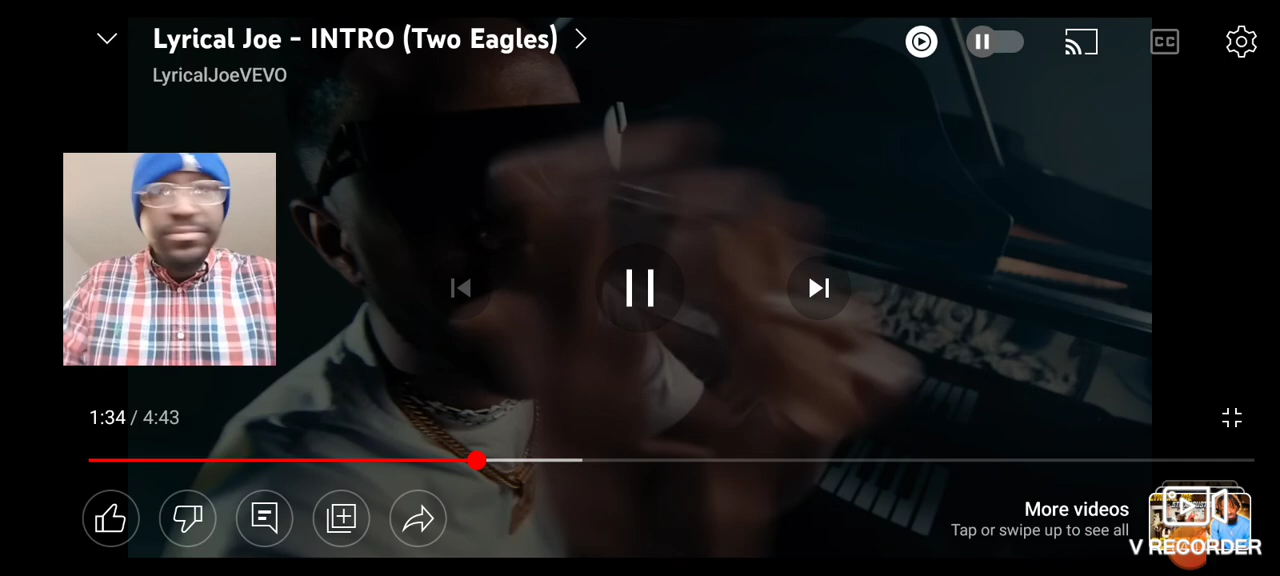 Lyrical Joe - INTRO (Two Eagles)
LyricalJoeVEVO
CC
1:34 / 4:43
More videos
Tap or swipe up to see all
V RECORDER